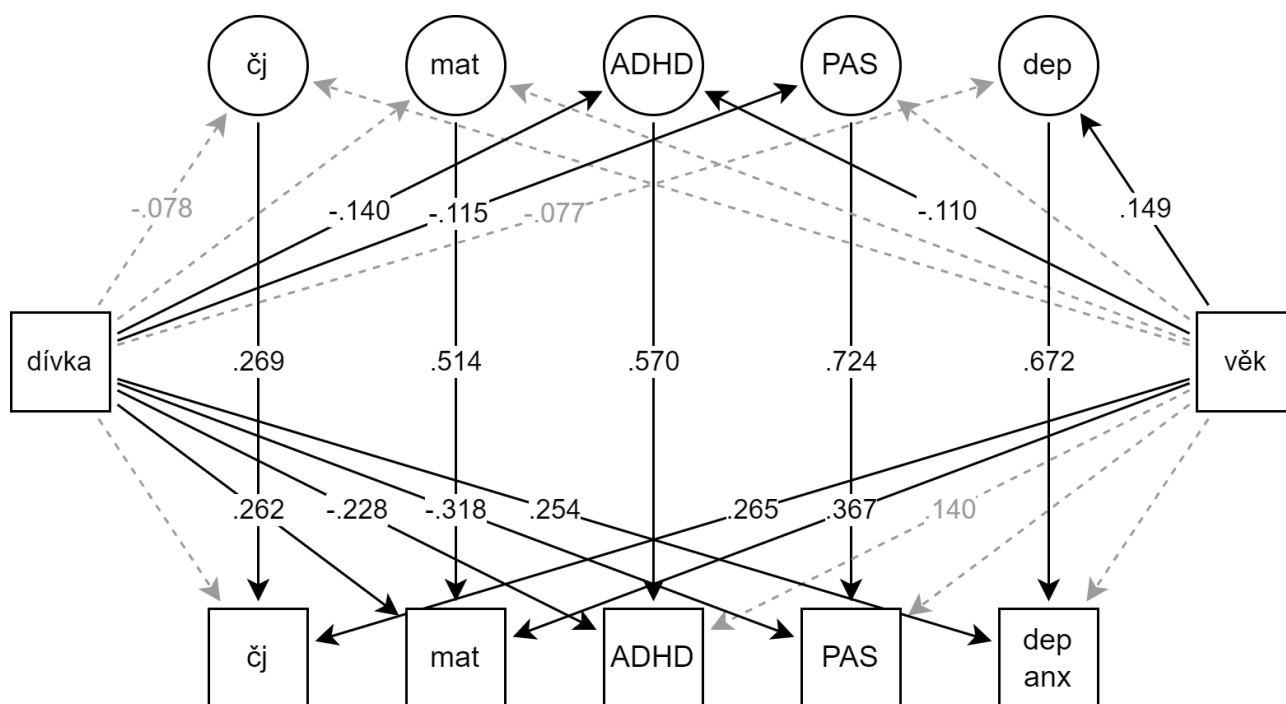 čj mat ADHD PAS dep
-.078 -.140 -.115 -.077 -.110 .149
dívka .269 .514 .570 .724 .672 věk
.262 -.228 -.318 .254 .265 .367 .140
čj mat ADHD PAS dep
anx